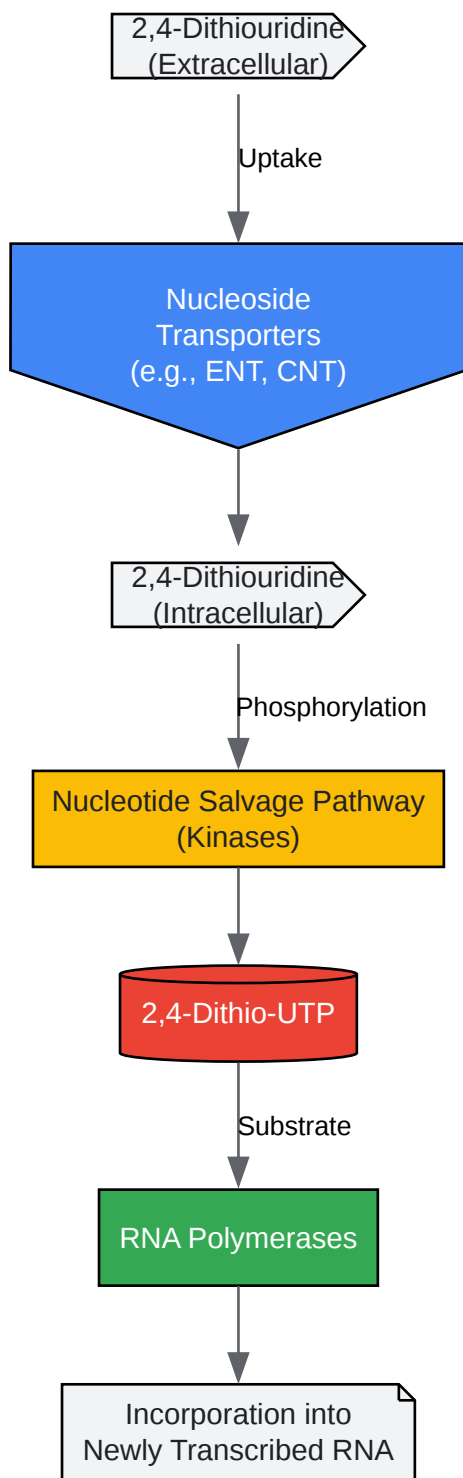 2,4-Dithiouridine
(Extracellular)
Uptake
Nucleoside
Transporters
(e.g., ENT, CNT)
2,4-Dithiouridine
(Intracellular)
Phosphorylation
Nucleotide Salvage Pathway
(Kinases)
2,4-Dithio-UTP
Substrate
RNA Polymerases
Incorporation into
Newly Transcribed RNA